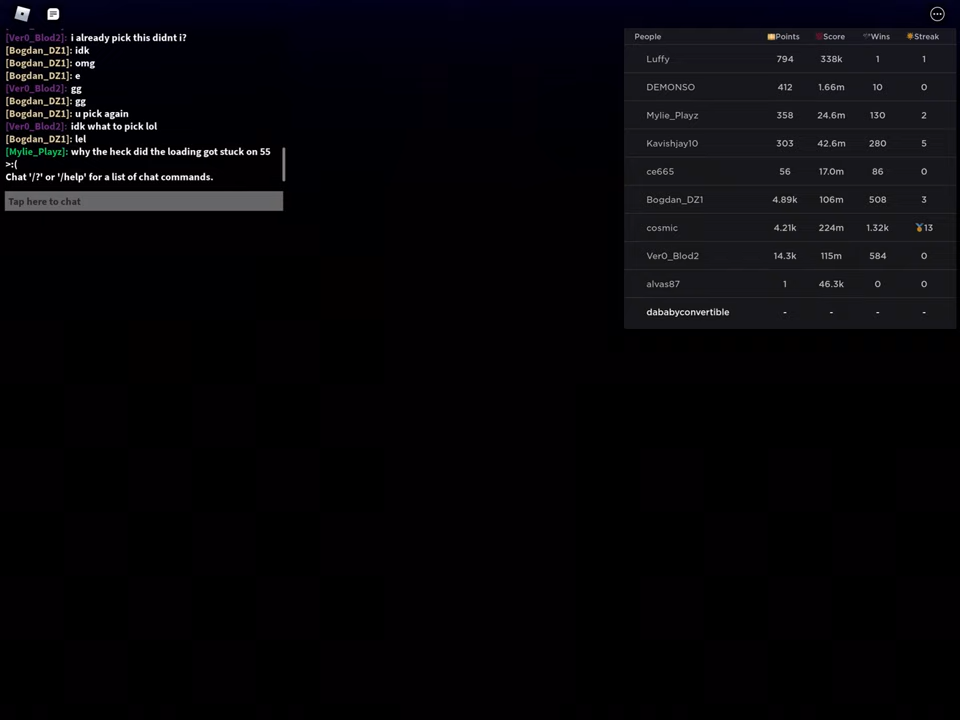 [Ver0_Blod2]: i already pick this didnt i?
[Bogdan_DZ1]: idk
[Bogdan_DZ1]: omg
[Bogdan_DZ1]: e
[Ver0_Blod2]: gg
[Bogdan_DZ1]: gg
[Bogdan_DZ1]: u pick again
[Ver0_Blod2]: idk what to pick lol
[Bogdan_DZ1]: lel
[Mylie_Playz]: why the heck did the loading got stuck on 55
>:(
Chat '/?' or '/help' for a list of chat commands.
Tap here to chat
People Points Score Wins Streak
Luffy 794 338k 1 1
DEMONSO 412 1.66m 10 0
Mylie_Playz 358 24.6m 130 2
Kavishjay10 303 42.6m 280 5
ce665 56 17.0m 86 0
Bogdan_DZ1 4.89k 106m 508 3
cosmic 4.21k 224m 1.32k 13
Ver0_Blod2 14.3k 115m 584 0
alvas87 1 46.3k 0 0
dababyconvertible - - - -